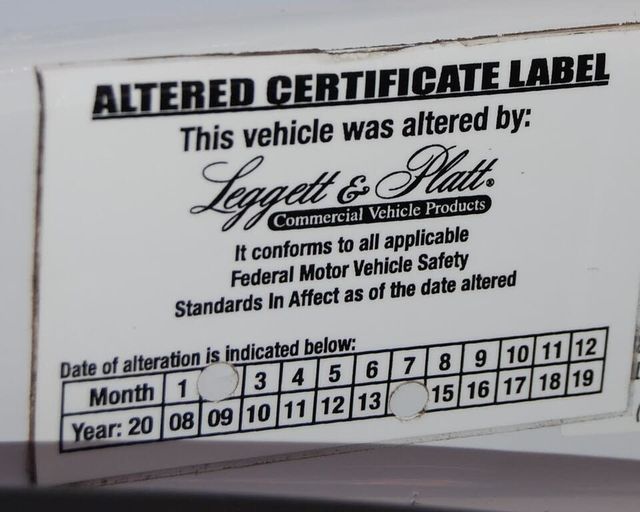 ALTERED CERTIFICATE LABEL
This vehicle was altered by:
Leggett & Platt®
Commercial Vehicle Products
It conforms to all applicable
Federal Motor Vehicle Safety
Standards In Affect as of the date altered
Date of alteration is indicated below:
Month 1 3 4 5 6 7 8 9 10 11 12
Year: 20 08 09 10 11 12 13 15 16 17 18 19